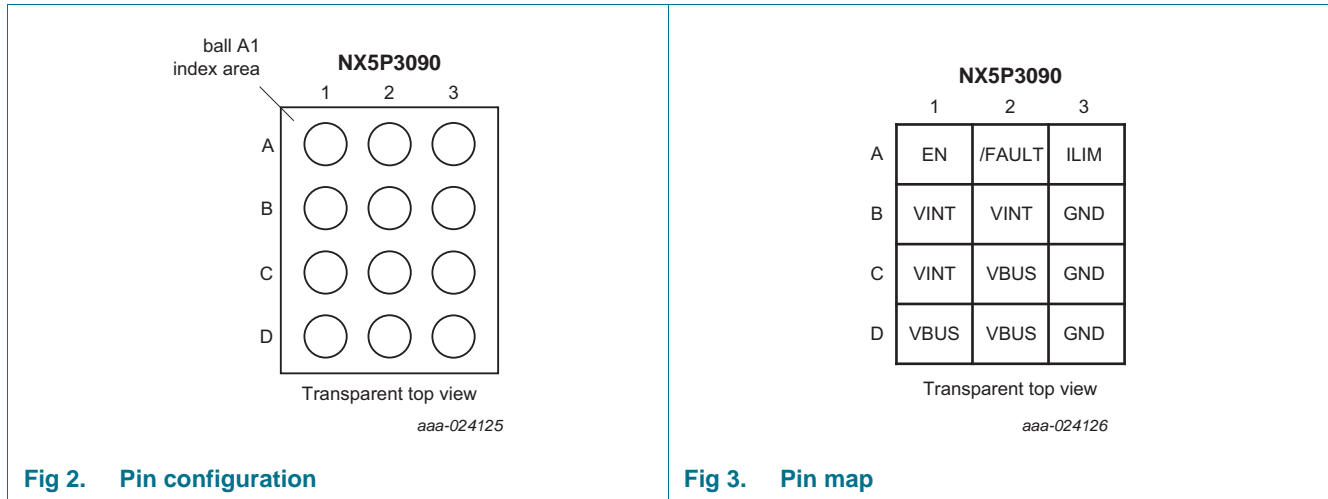 ball A1
index area
NX5P3090
1 2 3
A
B
C
D
Transparent top view
aaa-024125
Fig 2. Pin configuration
NX5P3090
1 2 3
A EN /FAULT ILIM
B VINT VINT GND
C VINT VBUS GND
D VBUS VBUS GND
Transparent top view
aaa-024126
Fig 3. Pin map